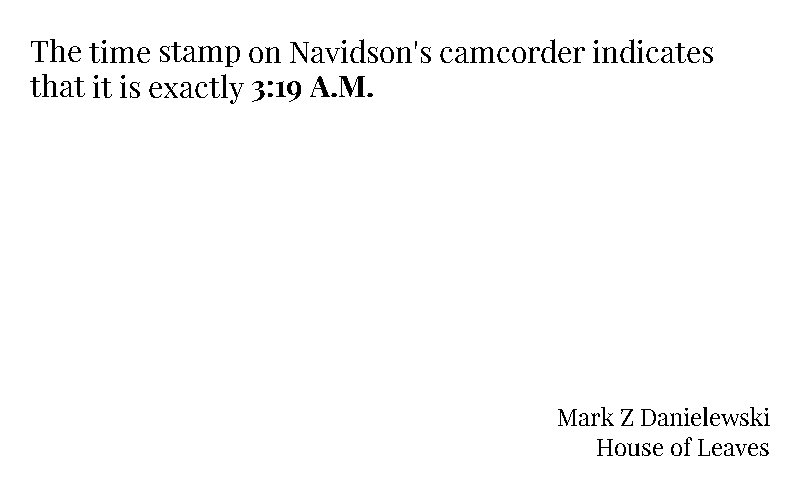 The time stamp on Navidson's camcorder indicates
that it is exactly 3:19 A.M.
Mark Z Danielewski
House of Leaves